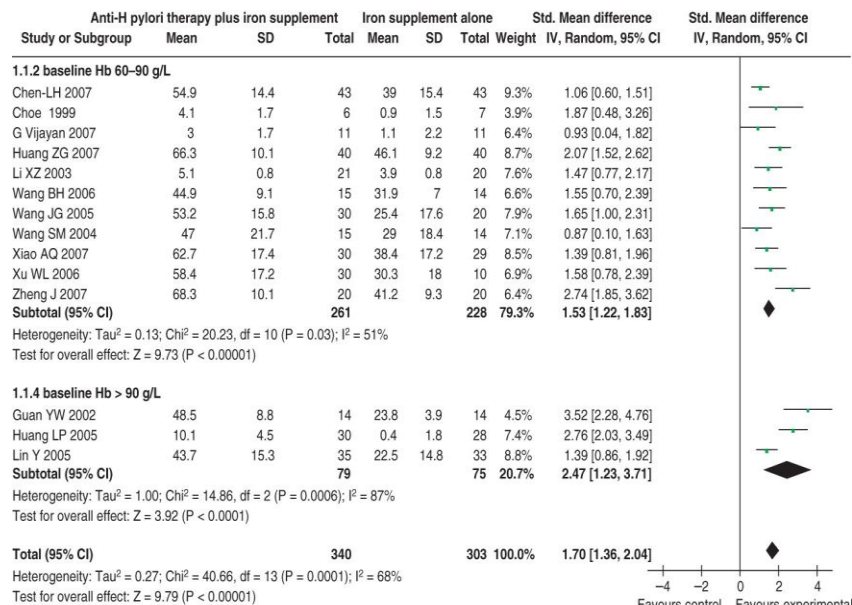 Anti-H pylori therapy plus iron supplement Iron supplement alone Std. Mean difference Std. Mean difference
Study or Subgroup Mean SD Total Mean SD Total Weight IV, Random, 95% CI IV, Random, 95% CI
1.1.2 baseline Hb 60–90 g/L
Chen-LH 2007 54.9 14.4 43 39 15.4 43 9.3% 1.06 [0.60, 1.51]
Choe 1999 4.1 1.7 6 0.9 1.5 7 3.9% 1.87 [0.48, 3.26]
G Vijayan 2007 3 1.7 11 1.1 2.2 11 6.4% 0.93 [0.04, 1.82]
Huang ZG 2007 66.3 10.1 40 46.1 9.2 40 8.7% 2.07 [1.52, 2.62]
Li XZ 2003 5.1 0.8 21 3.9 0.8 20 7.6% 1.47 [0.77, 2.17]
Wang BH 2006 44.9 9.1 15 31.9 7 14 6.6% 1.55 [0.70, 2.39]
Wang JG 2005 53.2 15.8 30 25.4 17.6 20 7.9% 1.65 [1.00, 2.31]
Wang SM 2004 47 21.7 15 29 18.4 14 7.1% 0.87 [0.10, 1.63]
Xiao AQ 2007 62.7 17.4 30 38.4 17.2 29 8.5% 1.39 [0.81, 1.96]
Xu WL 2006 58.4 17.2 30 30.3 18 10 6.9% 1.58 [0.78, 2.39]
Zheng J 2007 68.3 10.1 20 41.2 9.3 20 6.4% 2.74 [1.85, 3.62]
Subtotal (95% CI) 261 228 79.3% 1.53 [1.22, 1.83]
Heterogeneity: Tau² = 0.13; Chi² = 20.23, df = 10 (P = 0.03); I² = 51%
Test for overall effect: Z = 9.73 (P < 0.00001)
1.1.4 baseline Hb > 90 g/L
Guan YW 2002 48.5 8.8 14 23.8 3.9 14 4.5% 3.52 [2.28, 4.76]
Huang LP 2005 10.1 4.5 30 0.4 1.8 28 7.4% 2.76 [2.03, 3.49]
Lin Y 2005 43.7 15.3 35 22.5 14.8 33 8.8% 1.39 [0.86, 1.92]
Subtotal (95% CI) 79 75 20.7% 2.47 [1.23, 3.71]
Heterogeneity: Tau² = 1.00; Chi² = 14.86, df = 2 (P = 0.0006); I² = 87%
Test for overall effect: Z = 3.92 (P < 0.0001)
Total (95% CI) 340 303 100.0% 1.70 [1.36, 2.04]
Heterogeneity: Tau² = 0.27; Chi² = 40.66, df = 13 (P = 0.0001); I² = 68%
Test for overall effect: Z = 9.79 (P < 0.00001)
–4 –2 0 2 4
Favours control Favours experimental